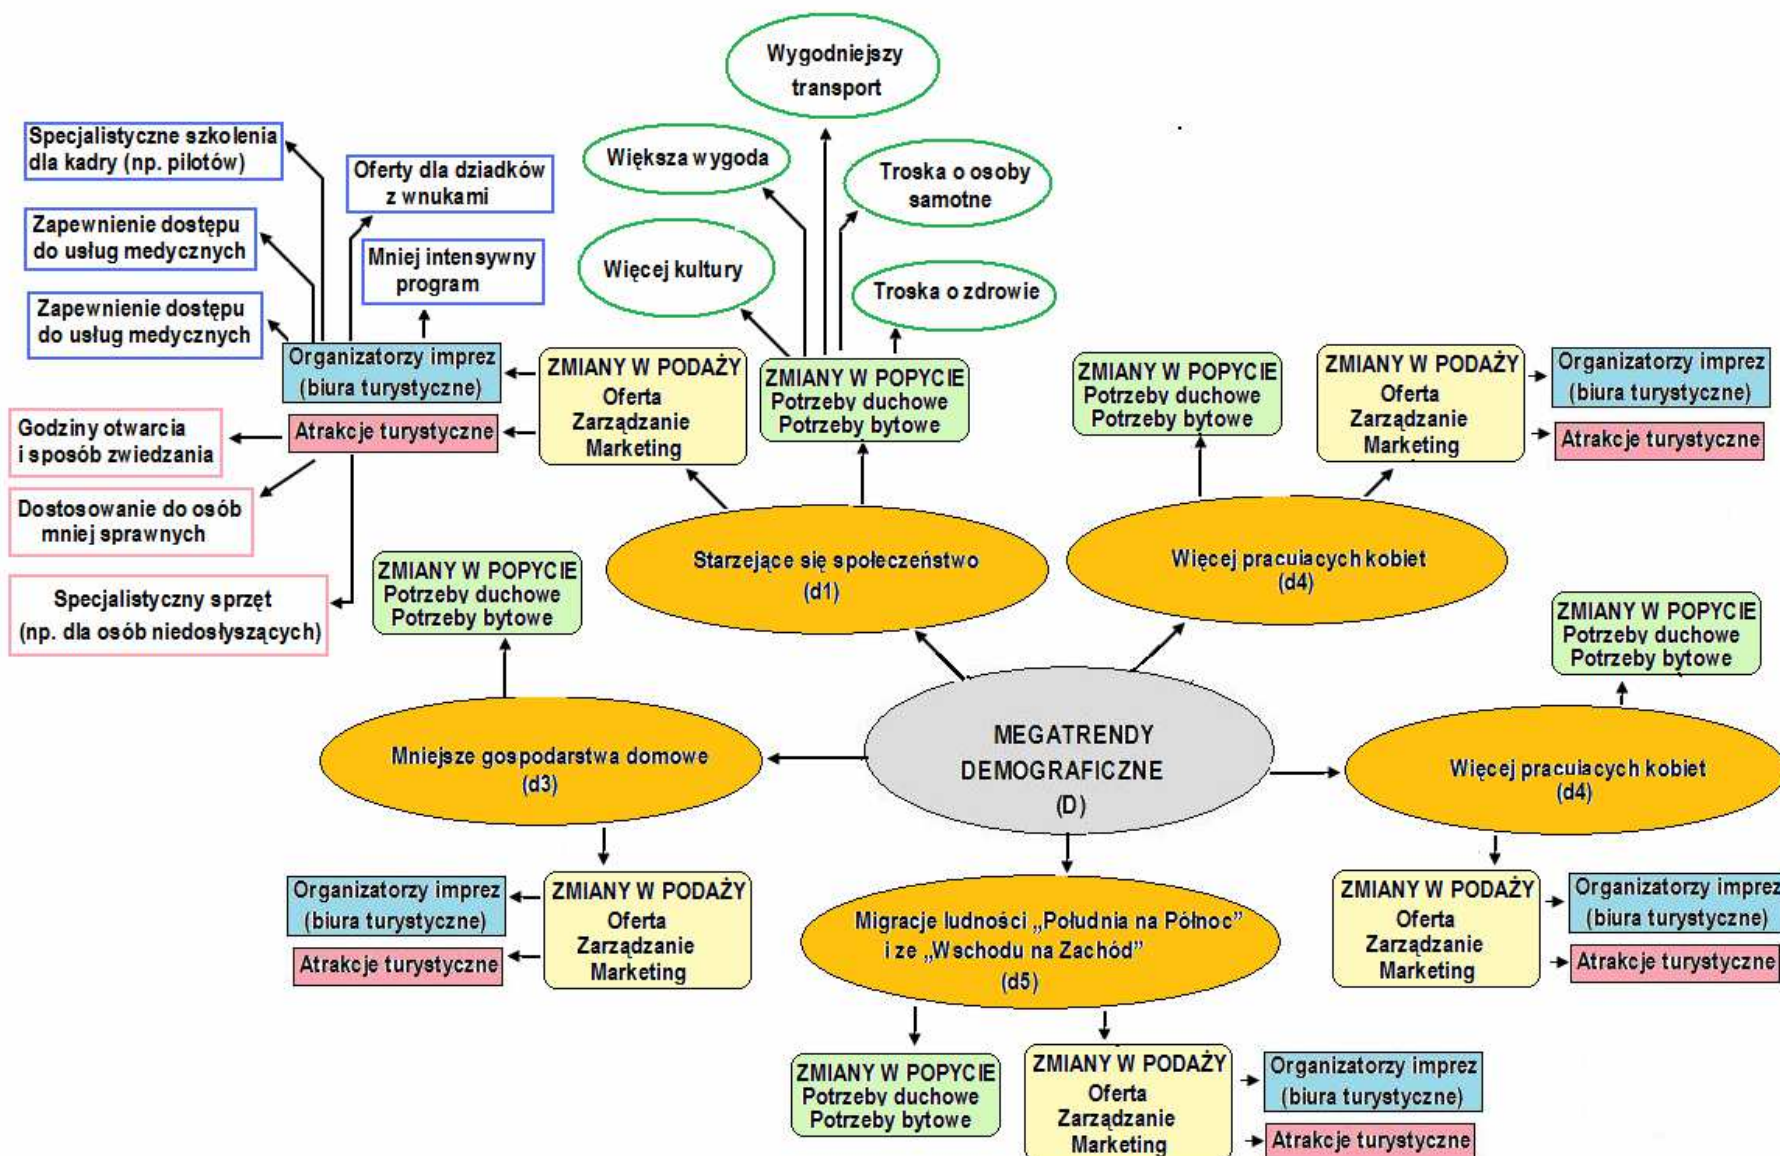 Wygodniejszy
transport
Specjalistyczne szkolenia
dla kadry (np. pilotów)
Większa wygoda
Oferty dla dziadków
z wnukami
Troska o osoby
samotne
Zapewnienie dostępu
do usług medycznych
Mniej intensywny
program
Więcej kultury
Troska o zdrowie
Zapewnienie dostępu
do usług medycznych
Organizatorzy imprez
(biura turystyczne)
ZMIANY W PODAŻY
Oferta
Zarządzanie
Marketing
ZMIANY W POPYCIE
Potrzeby duchowe
Potrzeby bytowe
ZMIANY W POPYCIE
Potrzeby duchowe
Potrzeby bytowe
ZMIANY W PODAŻY
Oferta
Zarządzanie
Marketing
Organizatorzy imprez
(biura turystyczne)
Atrakcje turystyczne
Atrakcje turystyczne
Godziny otwarcia
i sposób zwiedzania
Dostosowanie do osób
mniej sprawnych
Specjalistyczny sprzęt
(np. dla osób niedosłyszących)
ZMIANY W POPYCIE
Potrzeby duchowe
Potrzeby bytowe
Starzejące się społeczeństwo
(d1)
Więcej pracuiacych kobiet
(d4)
ZMIANY W POPYCIE
Potrzeby duchowe
Potrzeby bytowe
Mniejsze gospodarstwa domowe
(d3)
MEGATRENDY
DEMOGRAFICZNE
(D)
Więcej pracuiacych kobiet
(d4)
Organizatorzy imprez
(biura turystyczne)
Atrakcje turystyczne
ZMIANY W PODAŻY
Oferta
Zarządzanie
Marketing
Migracje ludności „Południa na Północ”
i ze „Wschodu na Zachód”
(d5)
ZMIANY W PODAŻY
Oferta
Zarządzanie
Marketing
Organizatorzy imprez
(biura turystyczne)
Atrakcje turystyczne
ZMIANY W POPYCIE
Potrzeby duchowe
Potrzeby bytowe
ZMIANY W PODAŻY
Oferta
Zarządzanie
Marketing
Organizatorzy imprez
(biura turystyczne)
Atrakcje turystyczne